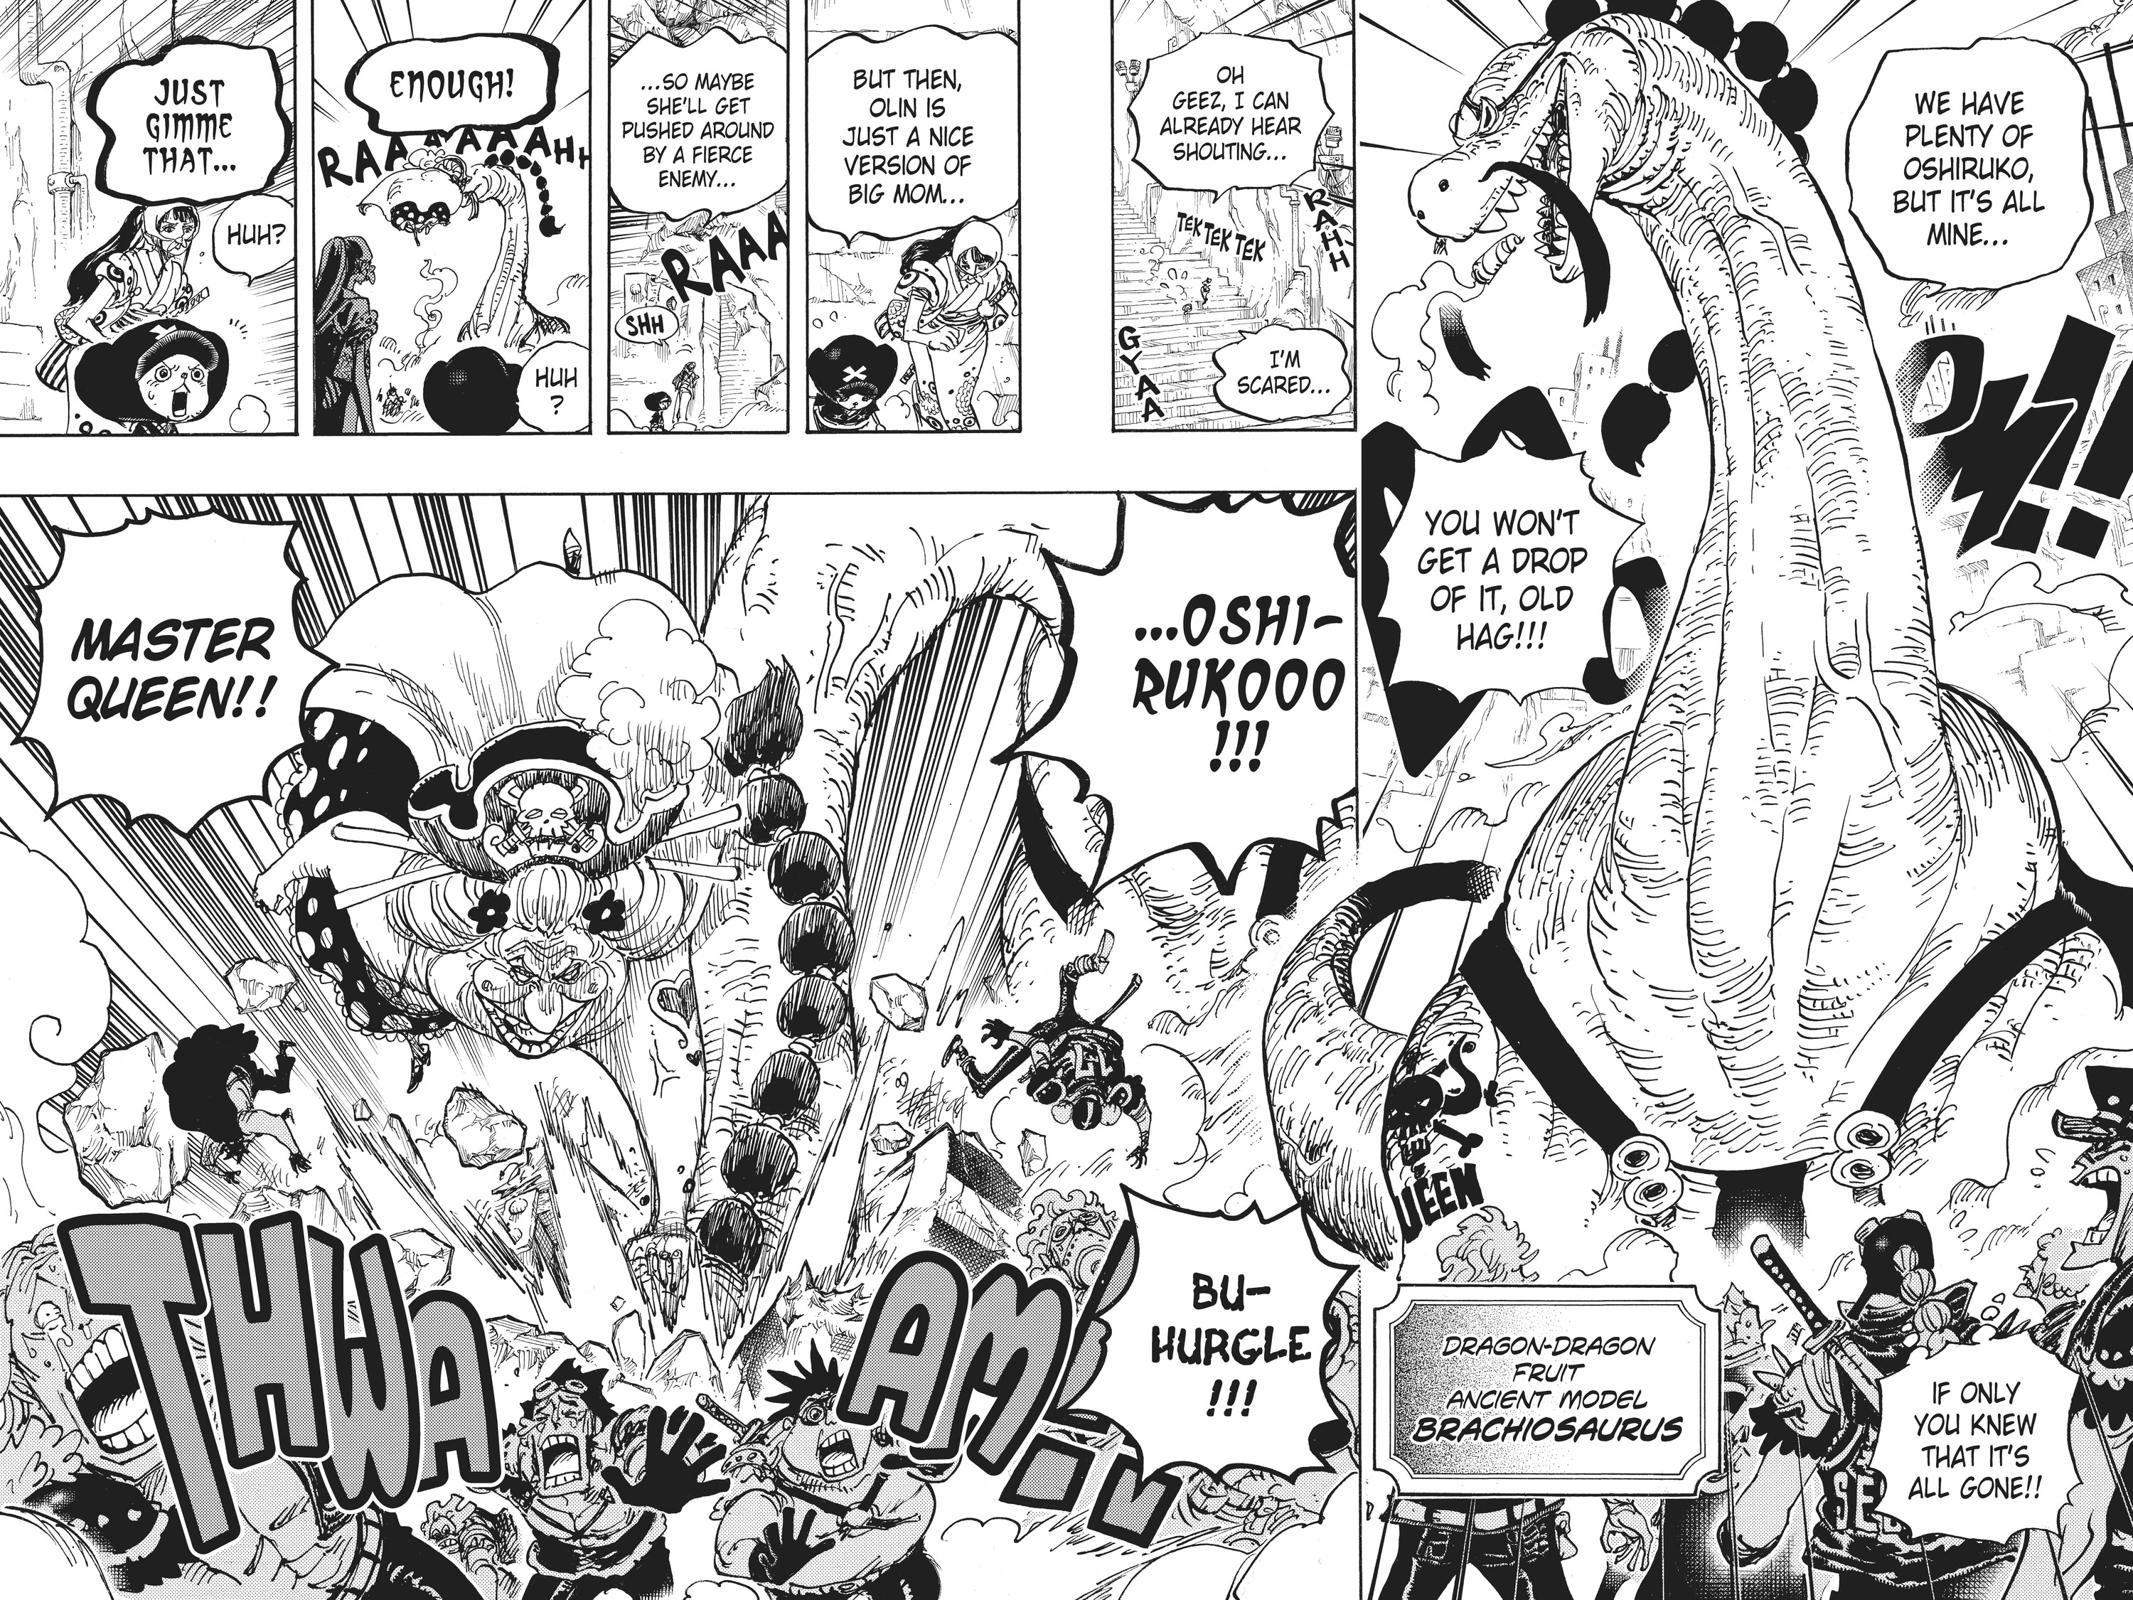 WE HAVE
PLENTY OF
OSHIRUKO,
BUT IT'S ALL
MINE...
YOU WON'T
GET A DROP
OF IT, OLD
HAG!!!
QUEEN
DRAGON-DRAGON
FRUIT
ANCIENT MODEL
BRACHIOSAURUS
IF ONLY
YOU KNEW
THAT IT'S
ALL GONE!!
OH
GEEZ, I CAN
ALREADY HEAR
SHOUTING...
RAHH
TEK TEK TEK
GYAA
I'M
SCARED...
BUT THEN,
OLIN IS
JUST A NICE
VERSION OF
BIG MOM...
...SO MAYBE
SHE'LL GET
PUSHED AROUND
BY A FIERCE
ENEMY...
RAAA
SHH
ENOUGH!
RAAAAAAAHH
HUH
?
JUST
GIMME
THAT...
HUH?
...OSHI-
RUKOOO
!!!
MASTER
QUEEN!!
BU-
HURGLE
!!!
THWAAM!!